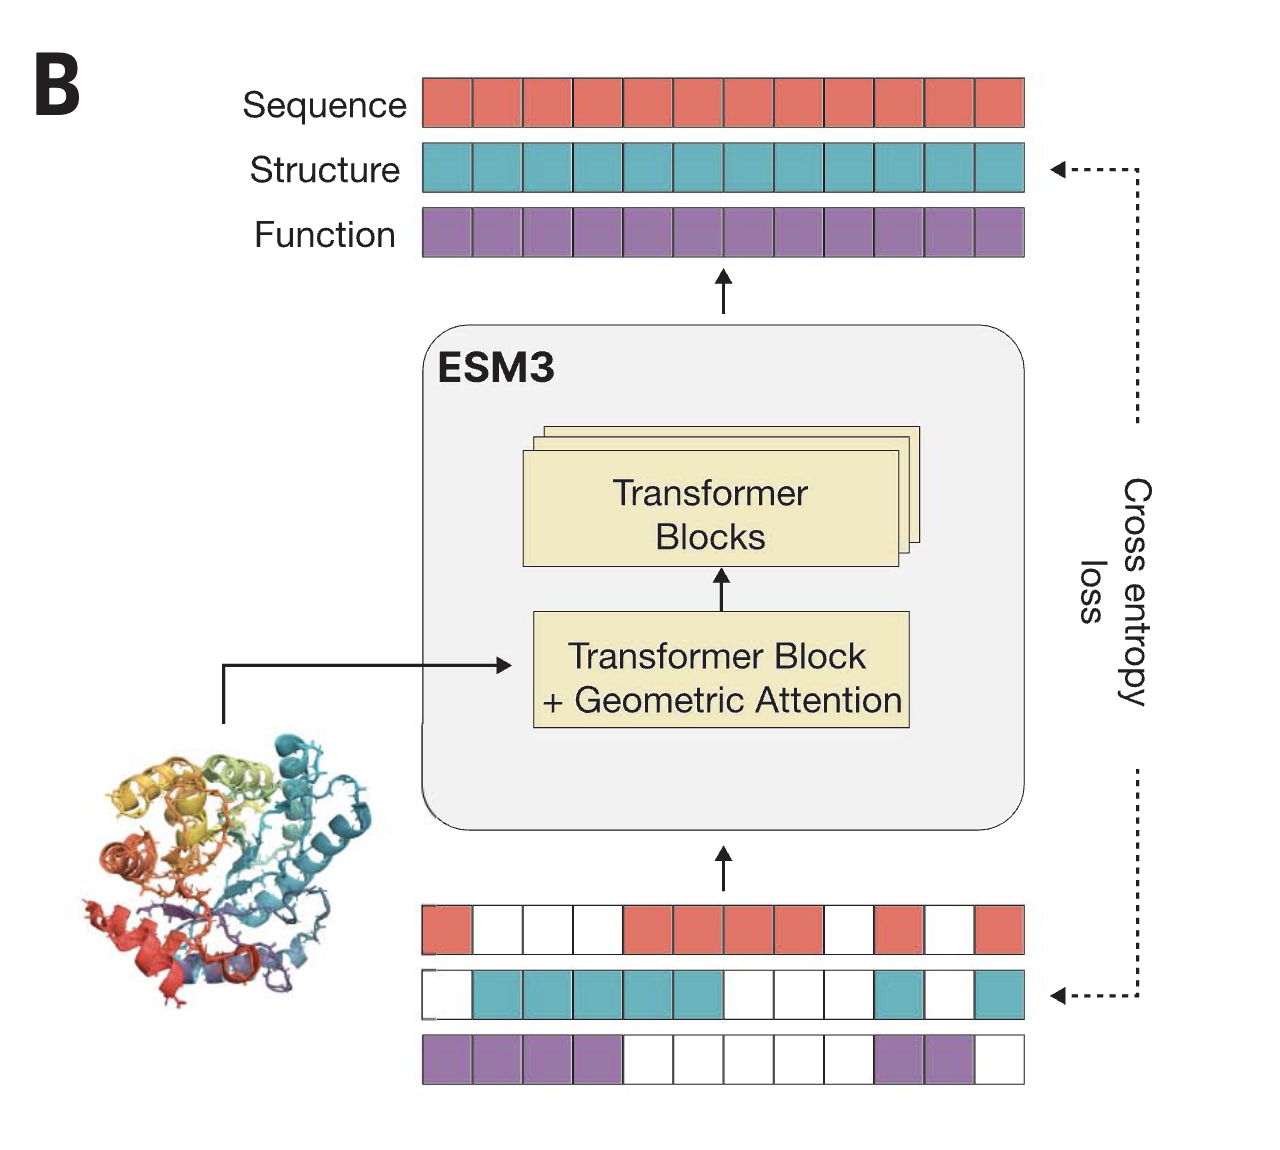 B
Sequence
Structure
Function
ESM3
Transformer
Blocks
Transformer Block
+ Geometric Attention
Cross entropy
loss